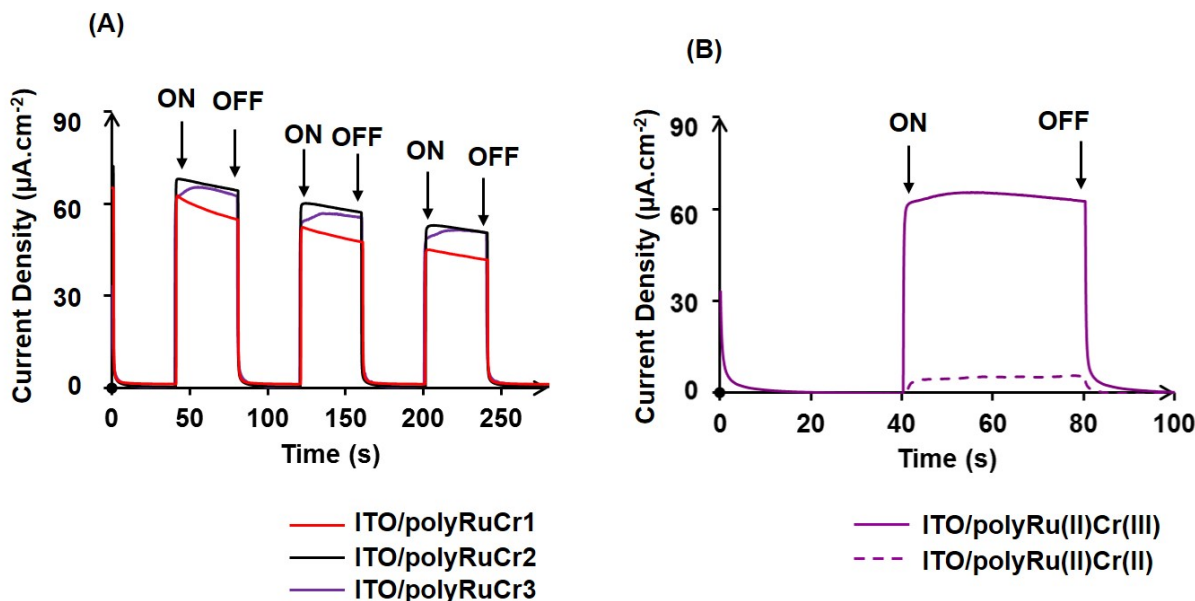 (A)
ON
OFF
ON
OFF
ON
OFF
90
60
30
0
Current Density (µA.cm-2)
0
50
100
150
200
250
Time (s)
ITO/polyRuCr1
ITO/polyRuCr2
ITO/polyRuCr3
(B)
ON
OFF
90
60
30
0
Current Density (µA.cm-2)
0
20
40
60
80
100
Time (s)
ITO/polyRu(II)Cr(III)
ITO/polyRu(II)Cr(II)